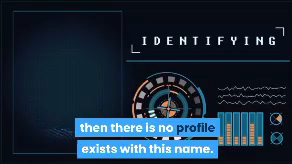 IDENTIFYING
then there is no profile
exists with this name.